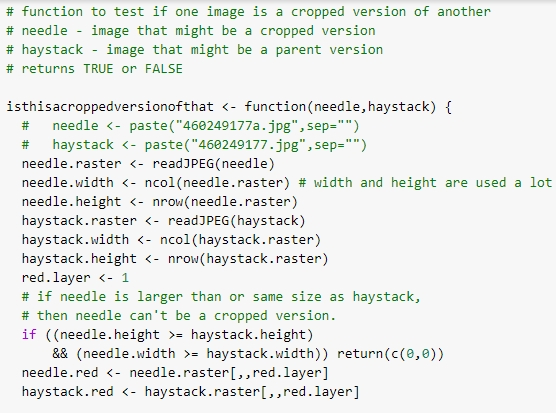 # function to test if one image is a cropped version of another
# needle - image that might be a cropped version
# haystack - image that might be a parent version
# returns TRUE or FALSE

isthisacroppedversionofthat <- function(needle,haystack) {
  #   needle <- paste("460249177a.jpg",sep="")
  #   haystack <- paste("460249177.jpg",sep="")
  needle.raster <- readJPEG(needle)
  needle.width <- ncol(needle.raster) # width and height are used a lot
  needle.height <- nrow(needle.raster)
  haystack.raster <- readJPEG(haystack)
  haystack.width <- ncol(haystack.raster)
  haystack.height <- nrow(haystack.raster)
  red.layer <- 1
  # if needle is larger than or same size as haystack,
  # then needle can't be a cropped version.
  if ((needle.height >= haystack.height)
      && (needle.width >= haystack.width)) return(c(0,0))
  needle.red <- needle.raster[,,red.layer]
  haystack.red <- haystack.raster[,,red.layer]